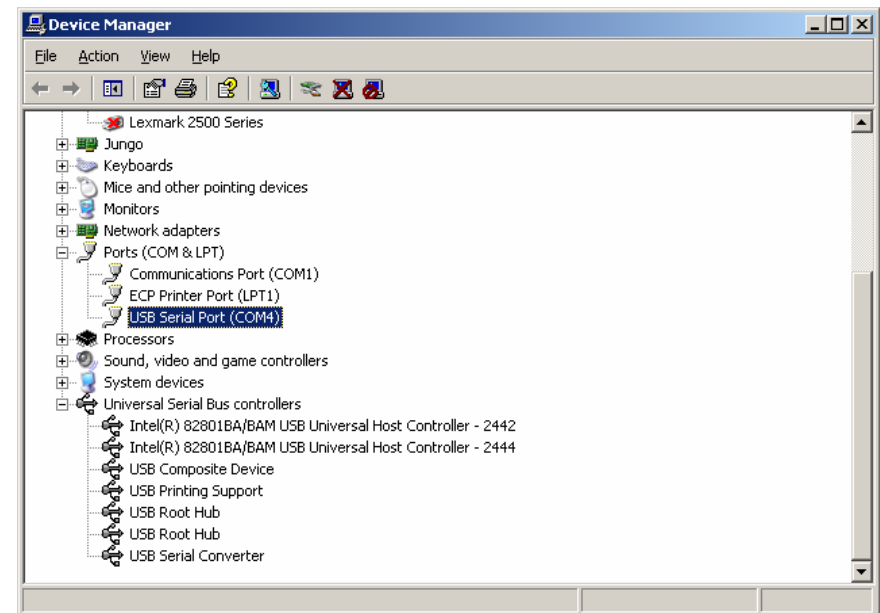 Device Manager
File Action View Help
Lexmark 2500 Series
Jungo
Keyboards
Mice and other pointing devices
Monitors
Network adapters
Ports (COM & LPT)
Communications Port (COM1)
ECP Printer Port (LPT1)
USB Serial Port (COM4)
Processors
Sound, video and game controllers
System devices
Universal Serial Bus controllers
Intel(R) 82801BA/BAM USB Universal Host Controller - 2442
Intel(R) 82801BA/BAM USB Universal Host Controller - 2444
USB Composite Device
USB Printing Support
USB Root Hub
USB Root Hub
USB Serial Converter